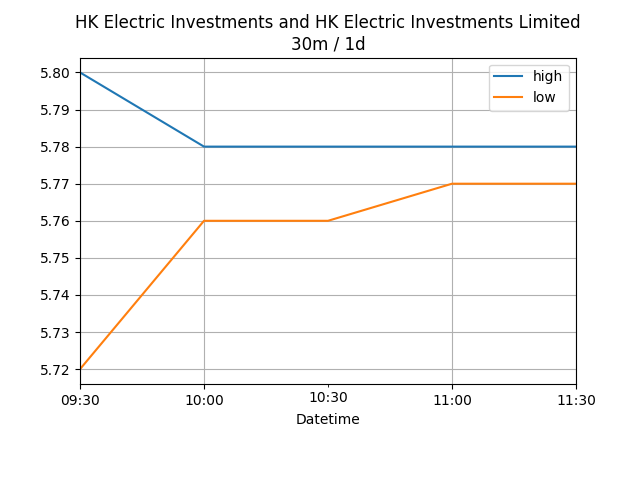 HK Electric Investments and HK Electric Investments Limited
30m / 1d
high
low
5.80
5.79
5.78
5.77
5.76
5.75
5.74
5.73
5.72
09:30 10:00 10:30 11:00 11:30
Datetime